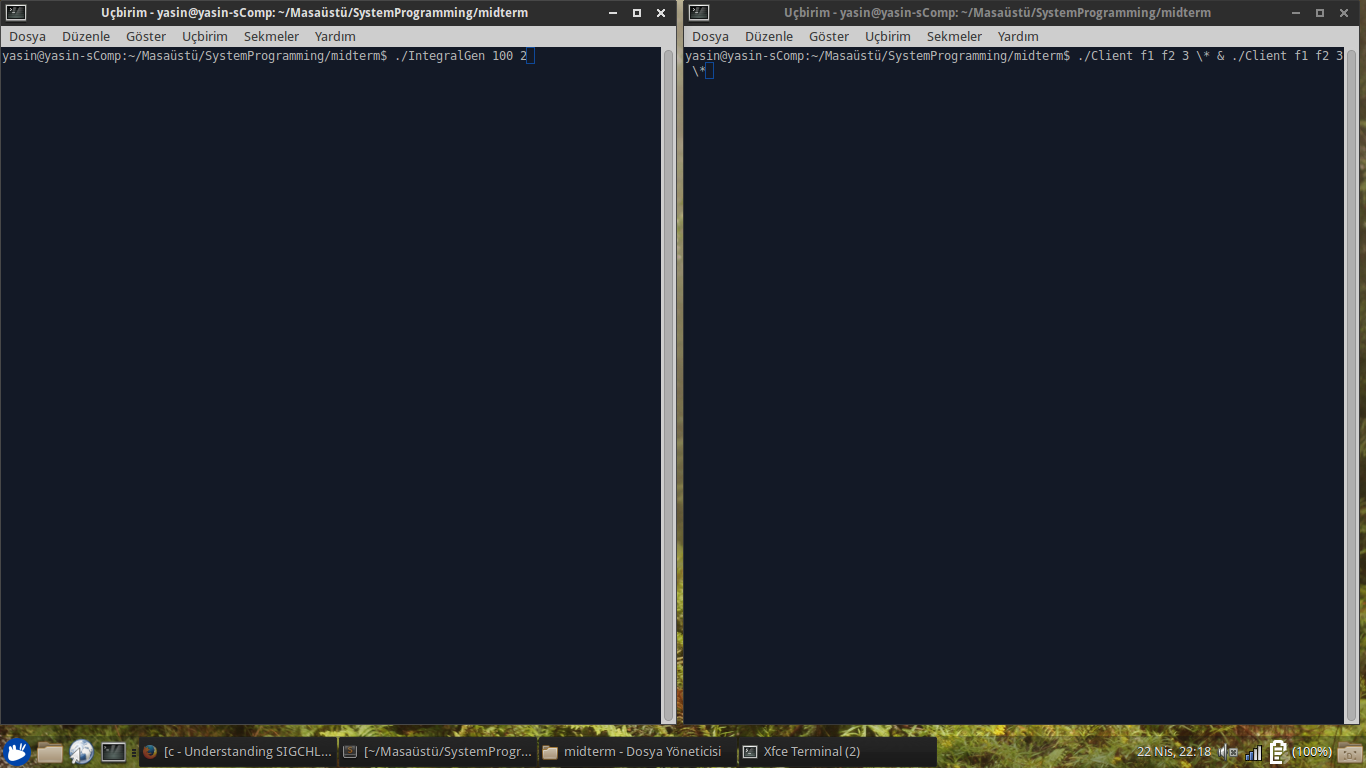 Uçbirim - yasin@yasin-sComp: ~/Masaüstü/SystemProgramming/midterm
Dosya Düzenle Göster Uçbirim Sekmeler Yardım
yasin@yasin-sComp:~/Masaüstü/SystemProgramming/midterm$ ./IntegralGen 100 2
Uçbirim - yasin@yasin-sComp: ~/Masaüstü/SystemProgramming/midterm
Dosya Düzenle Göster Uçbirim Sekmeler Yardım
yasin@yasin-sComp:~/Masaüstü/SystemProgramming/midterm$ ./Client f1 f2 3 \* & ./Client f1 f2 3
\*
[c - Understanding SIGCHL... [~/Masaüstü/SystemProgr... midterm - Dosya Yöneticisi Xfce Terminal (2) 22 Nis, 22:18 (100%)